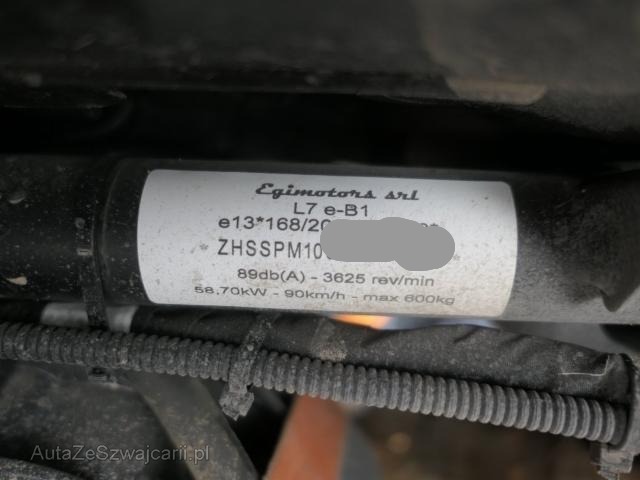 Egimotors srl
L7 e-B1
e13*168/20
* ZHSSPM10
89db(A) - 3625 rev/min
58.70kW - 90km/h - max 600kg
AutaZeSzwajcarii.pl